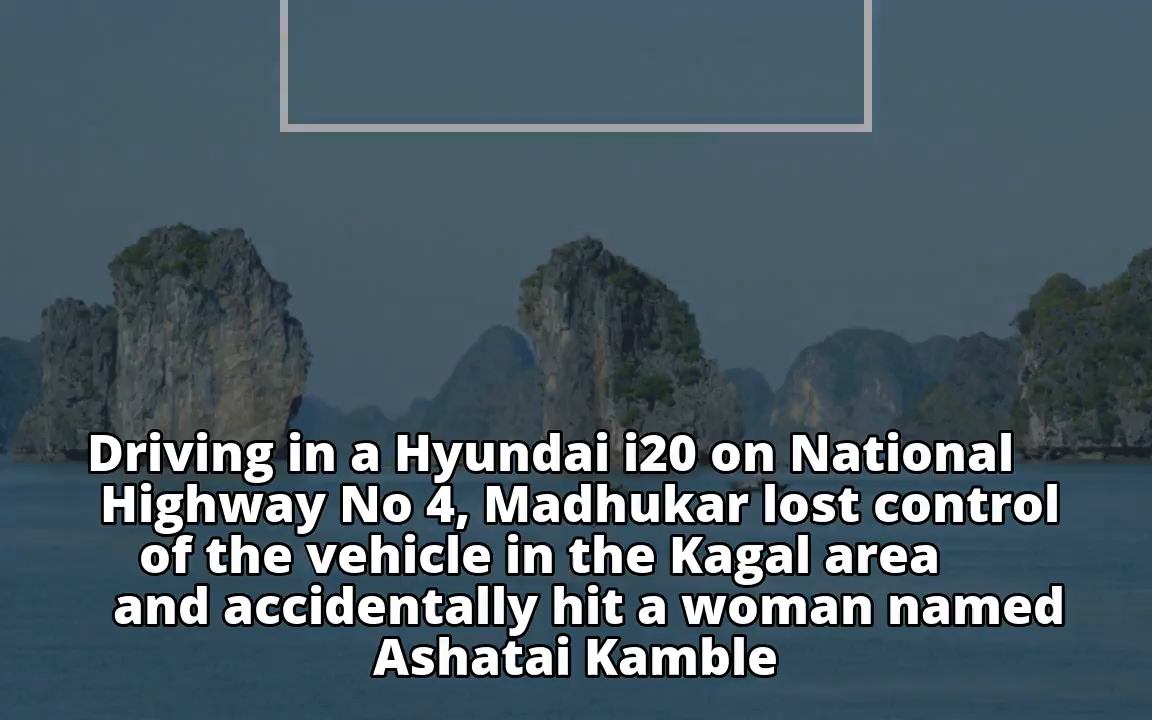 Driving in a Hyundai i20 on National
Highway No 4, Madhukar lost control
of the vehicle in the Kagal area
and accidentally hit a woman named
Ashatai Kamble